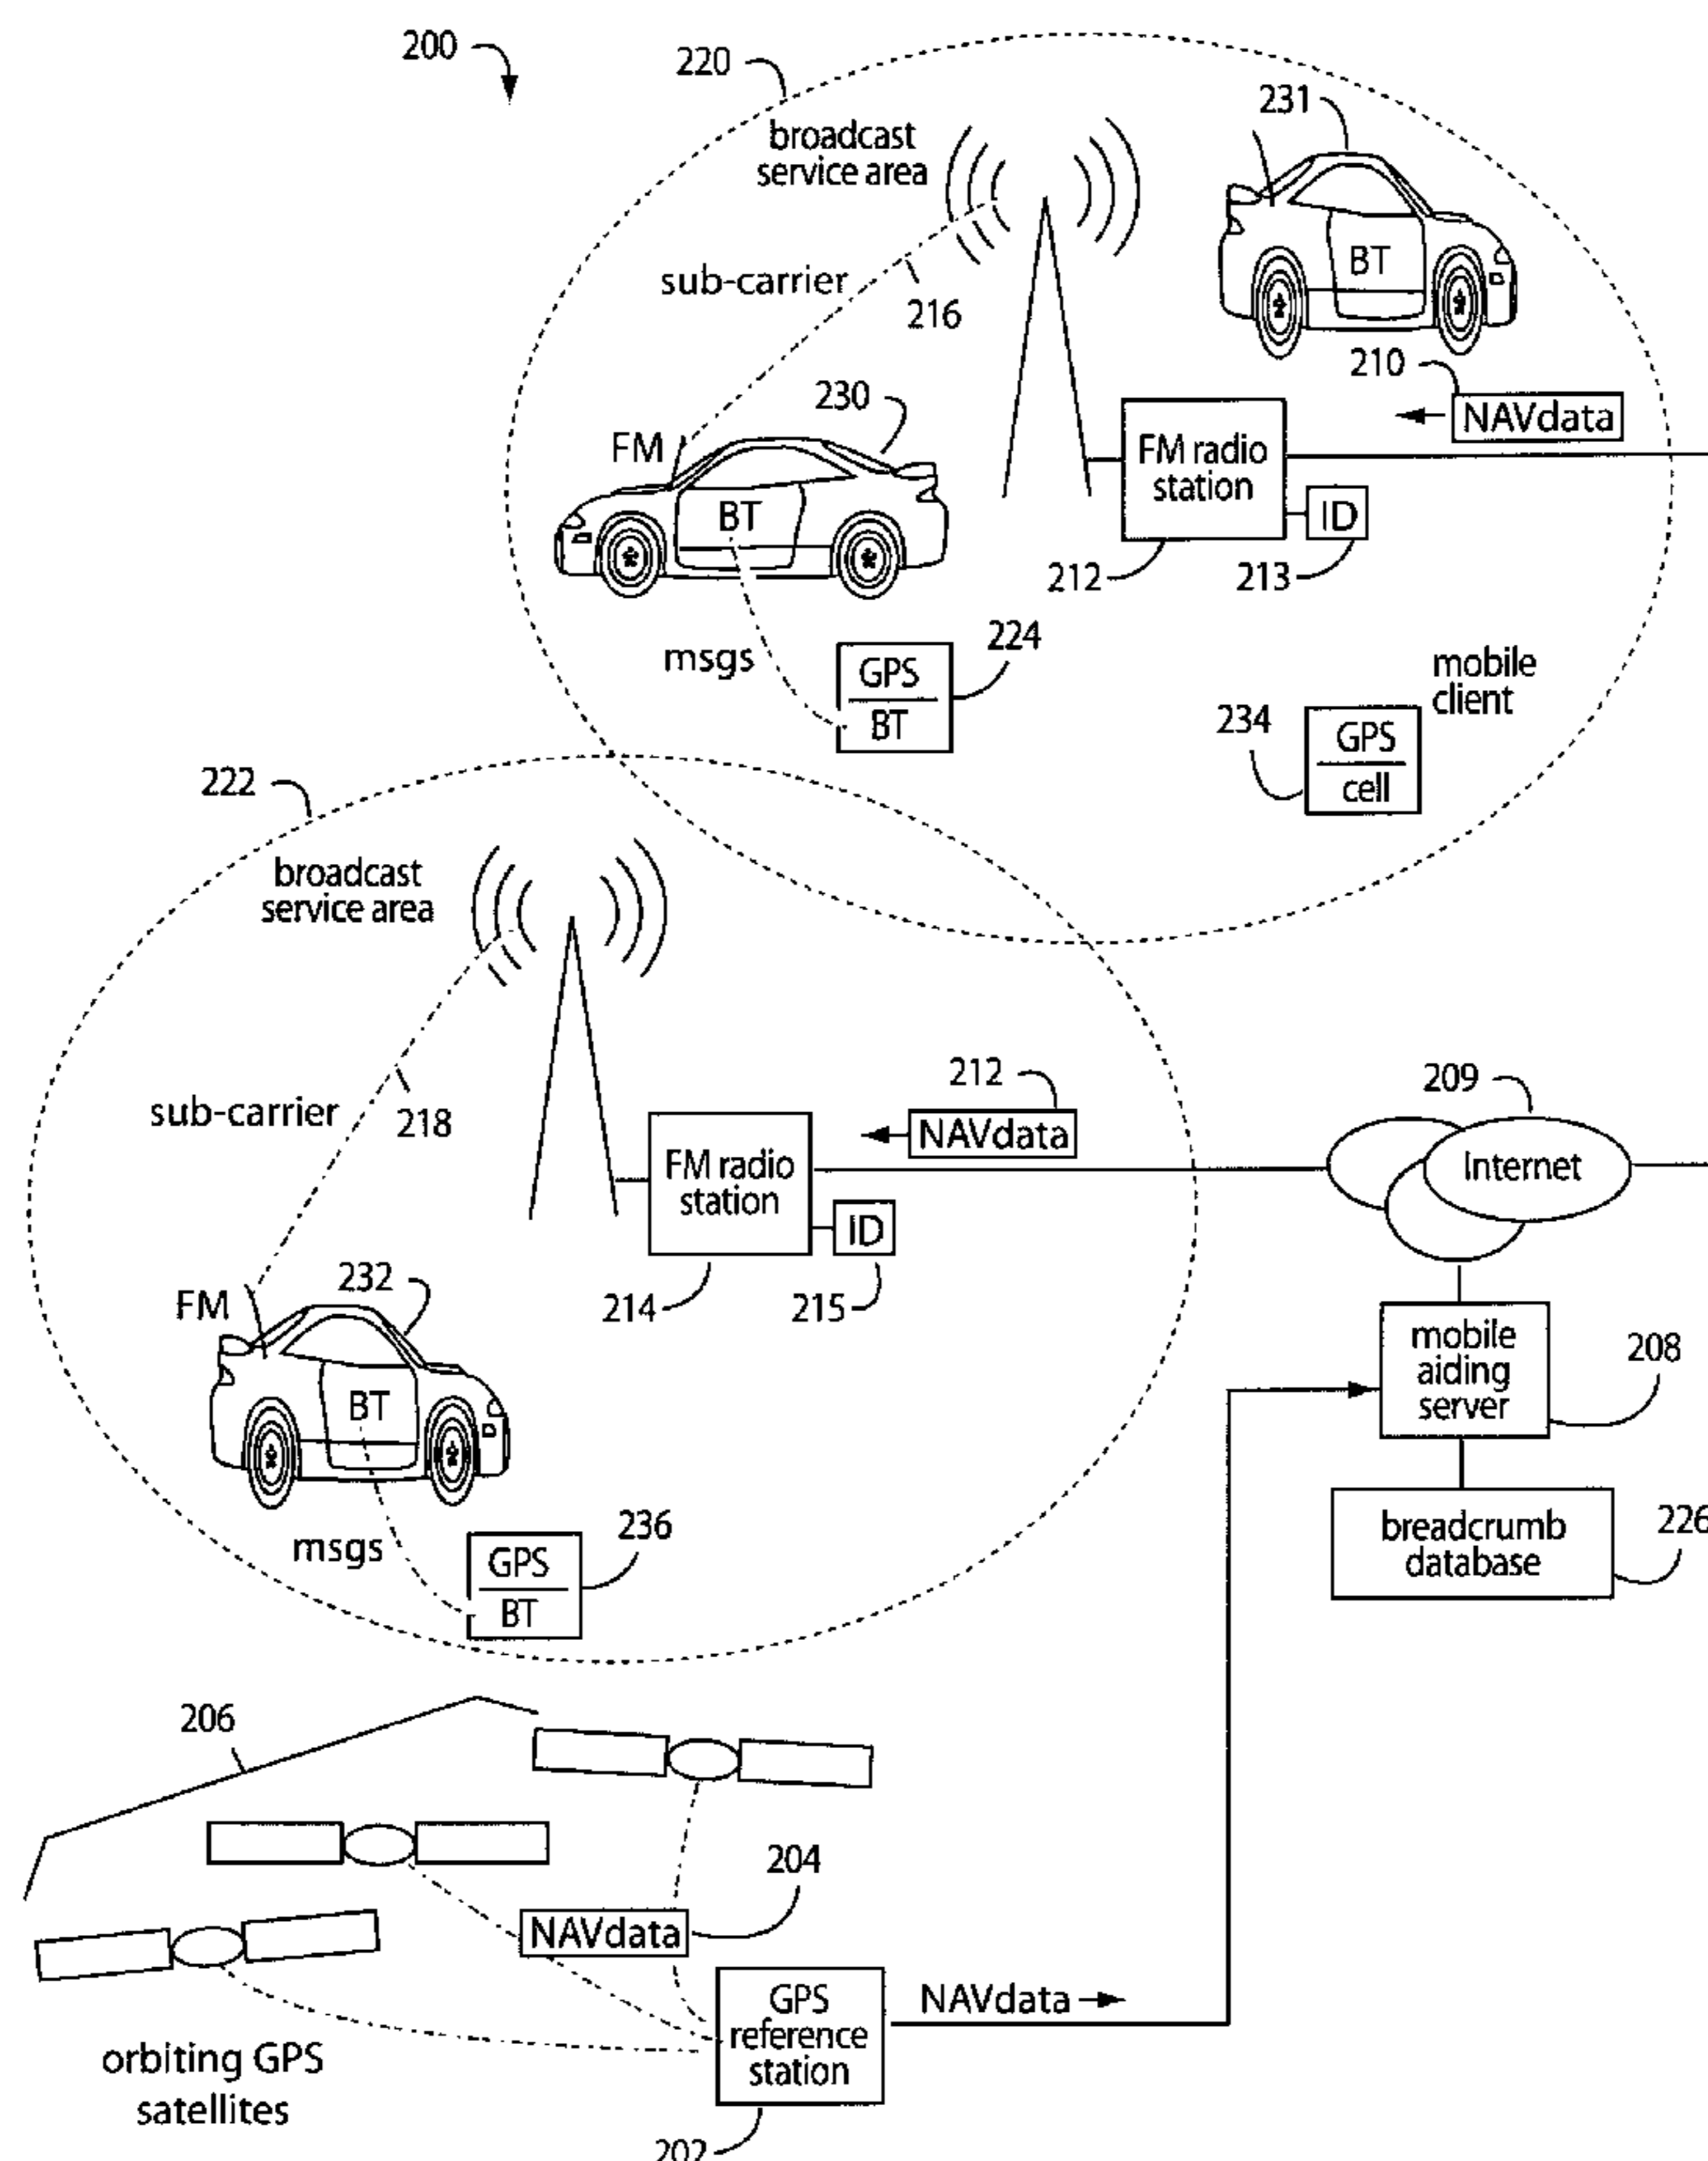 200
220
231
broadcast
service area
BT
sub-carrier
216
210
NAVdata
230
FM
FM radio
station
BT
ID
212
213
msgs
224
GPS
BT
mobile
client
234
GPS
cell
222
broadcast
service area
212
209
NAVdata
sub-carrier
218
Internet
FM radio
station
ID
232
FM
214
215
mobile
aiding
server
208
BT
breadcrumb
database
226
msgs
236
GPS
BT
206
204
NAVdata
GPS
reference
station
NAVdata
orbiting GPS
satellites
202